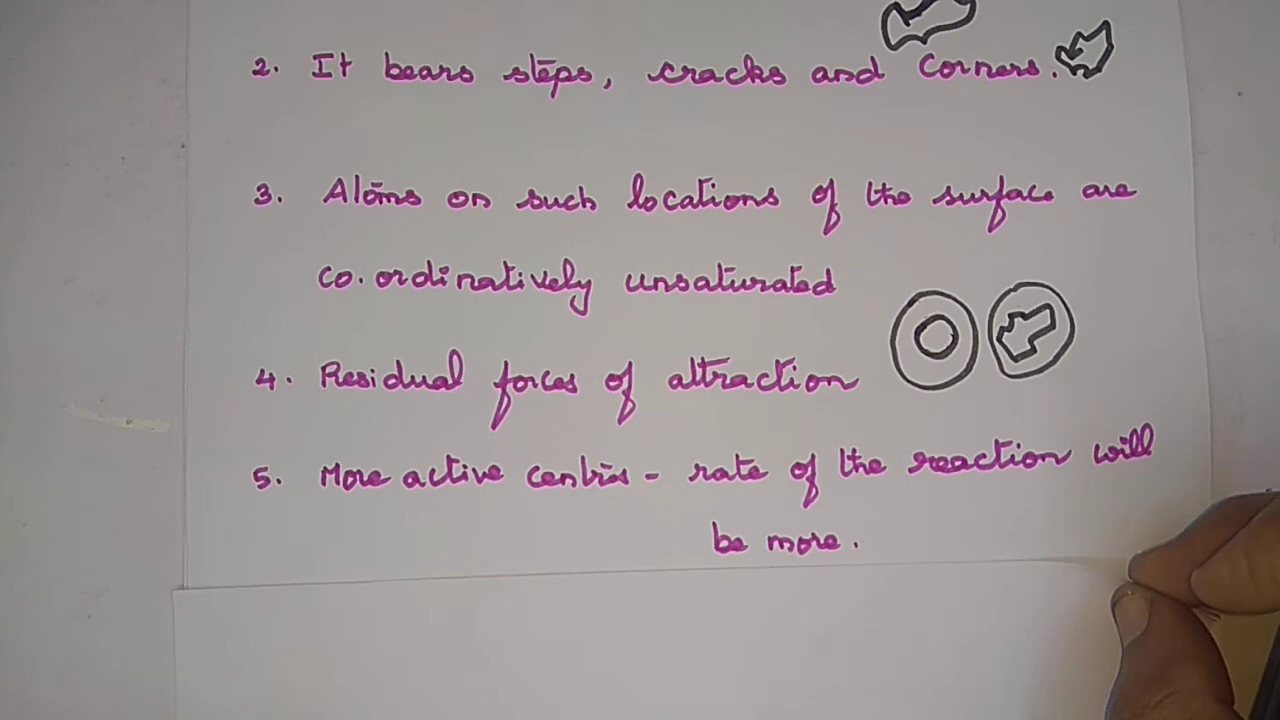 2. It bears steps, cracks and corners.
3. Atoms on such locations of the surface are
co.ordinatively unsaturated
4. Residual forces of attraction
5. More active centres - rate of the reaction will
be more.